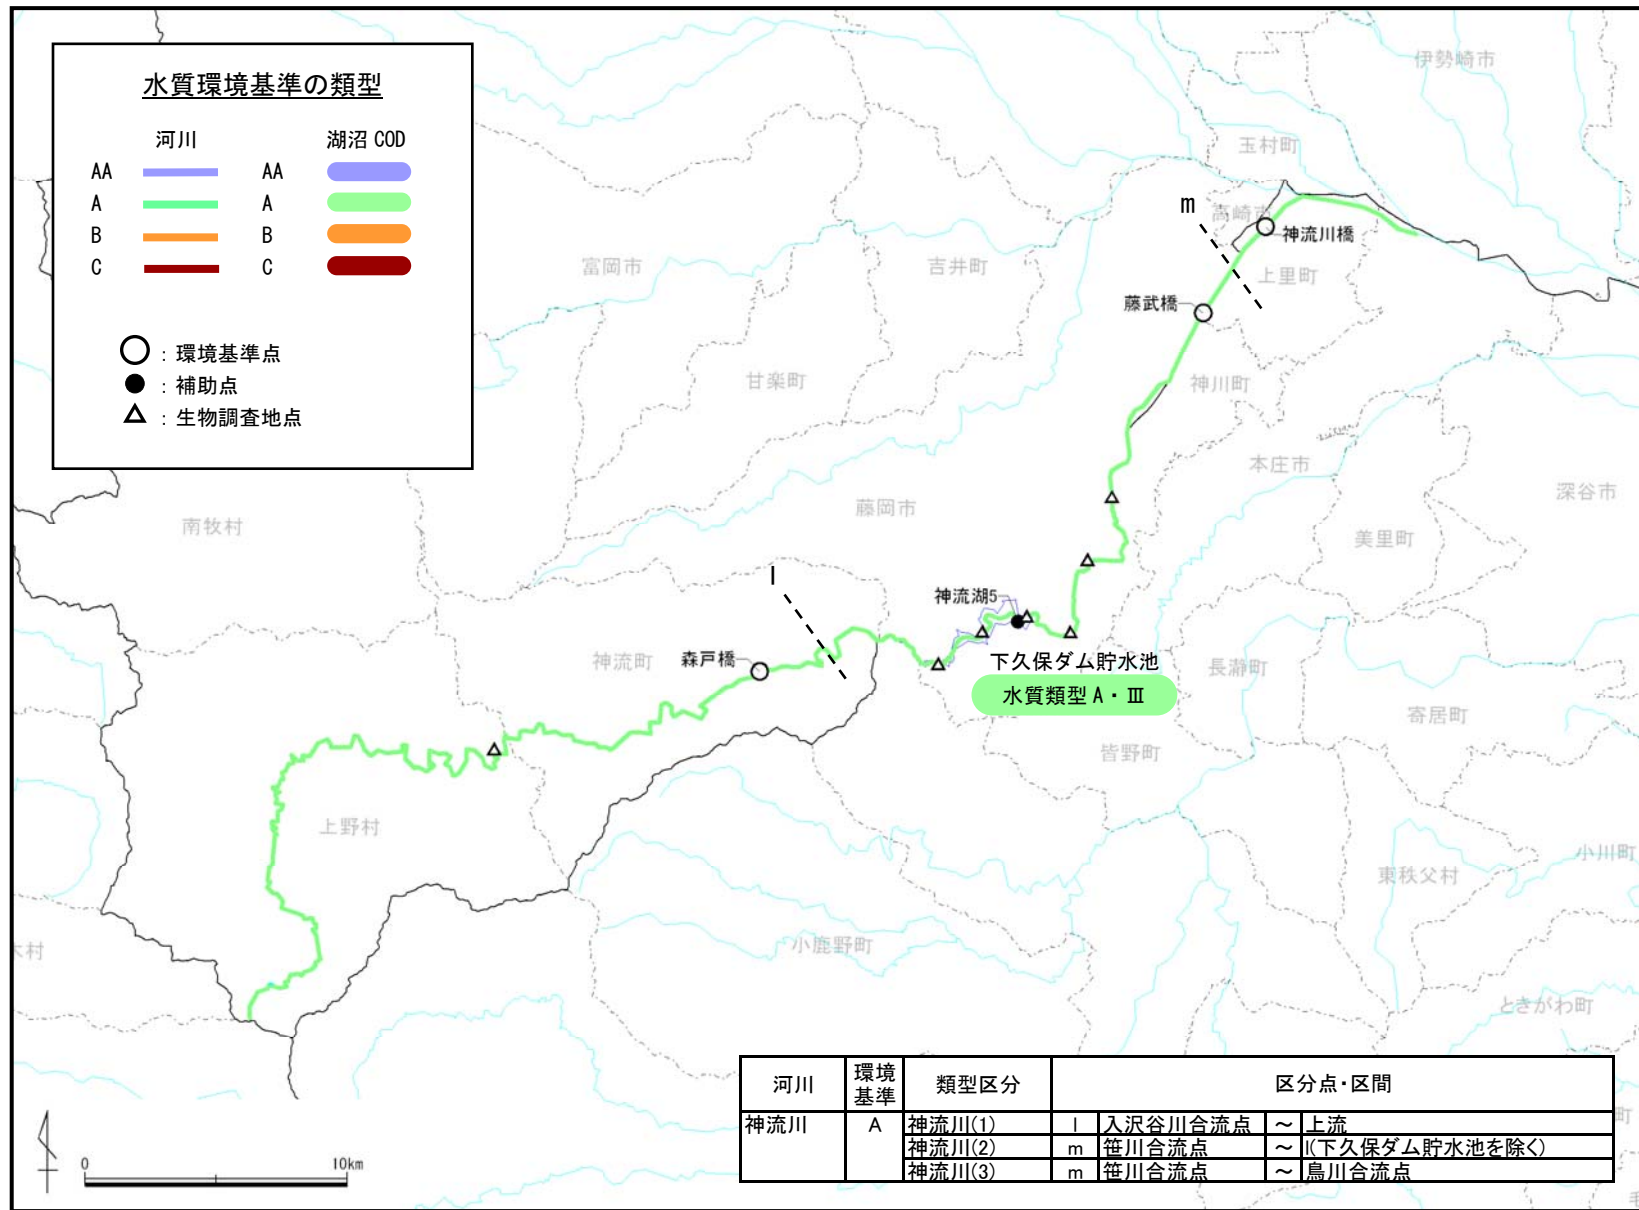 水質環境基準の類型
河川 湖沼 COD
AA AA
A A
B B
C C
: 環境基準点
: 補助点
: 生物調査地点
伊勢崎市
玉村町
m 高崎市
神流川橋
富岡市 吉井町 上里町
藤武橋
甘楽町 神川町
本庄市
藤岡市 深谷市
南牧村 美里町
l
神流湖5
神流町 森戸橋 下久保ダム貯水池 長瀞町
水質類型 A・Ⅲ
寄居町
皆野町
上野村
小川町
東秩父村
木村 小鹿野町
ときがわ町
河川 環境基準 類型区分 区分点・区間
神流川 A 神流川(1) l 入沢谷川合流点 ～ 上流
神流川(2) m 笹川合流点 ～ l(下久保ダム貯水池を除く)
神流川(3) m 笹川合流点 ～ 烏川合流点
町
0 10km